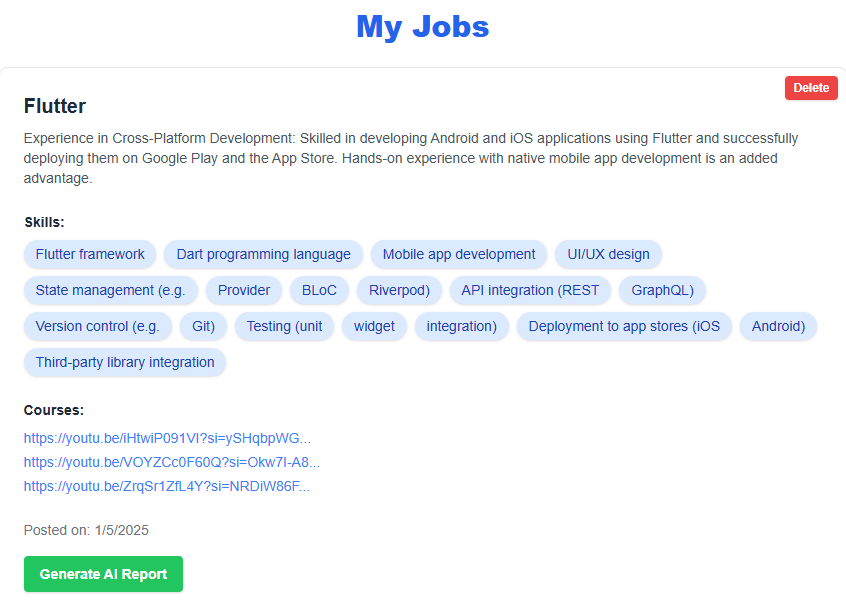 My Jobs
Delete
Flutter
Experience in Cross-Platform Development: Skilled in developing Android and iOS applications using Flutter and successfully
deploying them on Google Play and the App Store. Hands-on experience with native mobile app development is an added
advantage.
Skills:
Flutter framework Dart programming language Mobile app development UI/UX design
State management (e.g. Provider BLoC Riverpod) API integration (REST GraphQL)
Version control (e.g. Git) Testing (unit widget integration) Deployment to app stores (iOS Android)
Third-party library integration
Courses:
https://youtu.be/iHtwiP091VI?si=ySHqbpWG...
https://youtu.be/VOYZCc0F60Q?si=Okw7I-A8...
https://youtu.be/ZrqSr1ZfL4Y?si=NRDiW86F...
Posted on: 1/5/2025
Generate AI Report